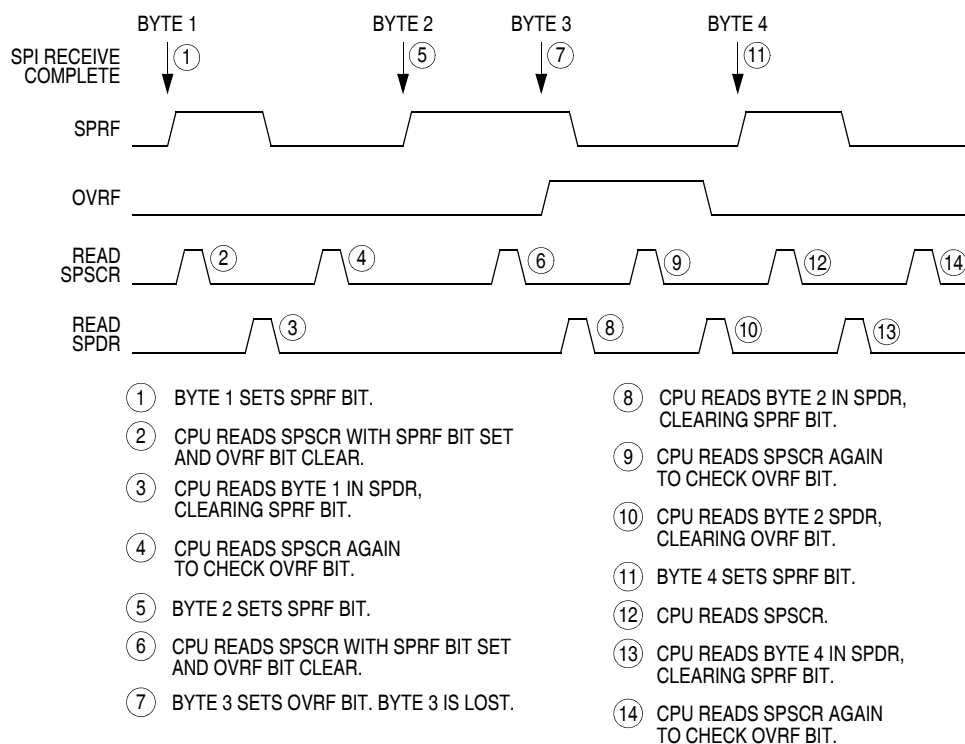 BYTE 1 BYTE 2 BYTE 3 BYTE 4
SPI RECEIVE
COMPLETE
1 5 7 11
SPRF
OVRF
READ
SPSCR
2 4 6 9 12 14
READ
SPDR
3 8 10 13
1 BYTE 1 SETS SPRF BIT.
2 CPU READS SPSCR WITH SPRF BIT SET
AND OVRF BIT CLEAR.
3 CPU READS BYTE 1 IN SPDR,
CLEARING SPRF BIT.
4 CPU READS SPSCR AGAIN
TO CHECK OVRF BIT.
5 BYTE 2 SETS SPRF BIT.
6 CPU READS SPSCR WITH SPRF BIT SET
AND OVRF BIT CLEAR.
7 BYTE 3 SETS OVRF BIT. BYTE 3 IS LOST.
8 CPU READS BYTE 2 IN SPDR,
CLEARING SPRF BIT.
9 CPU READS SPSCR AGAIN
TO CHECK OVRF BIT.
10 CPU READS BYTE 2 SPDR,
CLEARING OVRF BIT.
11 BYTE 4 SETS SPRF BIT.
12 CPU READS SPSCR.
13 CPU READS BYTE 4 IN SPDR,
CLEARING SPRF BIT.
14 CPU READS SPSCR AGAIN
TO CHECK OVRF BIT.